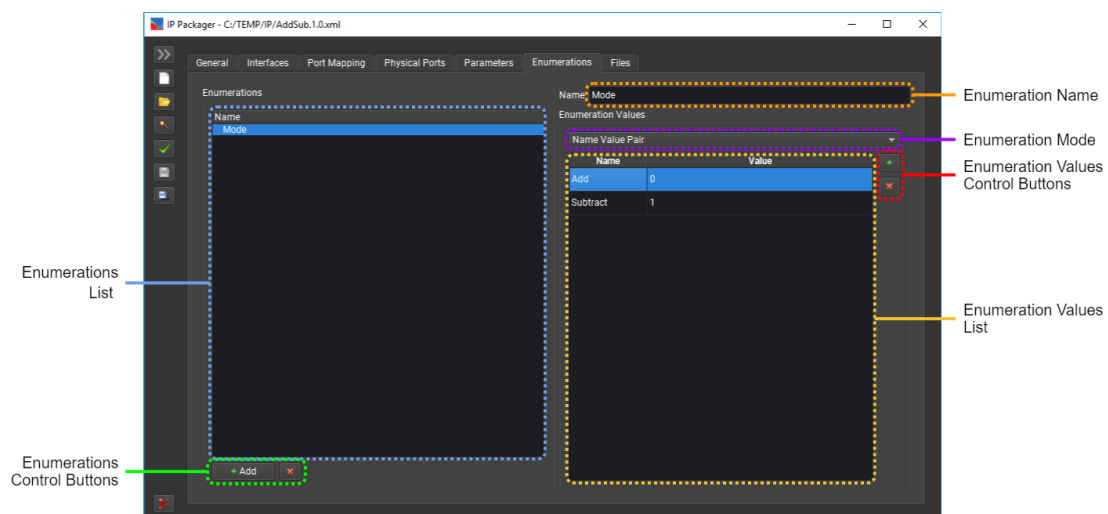 IP Packager - C:/TEMP/IP/AddSub.1.0.xml
General Interfaces Port Mapping Physical Ports Parameters Enumerations Files
Enumerations
Name
Mode
+ Add
Name: Mode
Enumeration Values
Name Value Pair
Name Value
Add 0
Subtract 1
Enumerations
List
Enumerations
Control Buttons
Enumeration Name
Enumeration Mode
Enumeration Values
Control Buttons
Enumeration Values
List